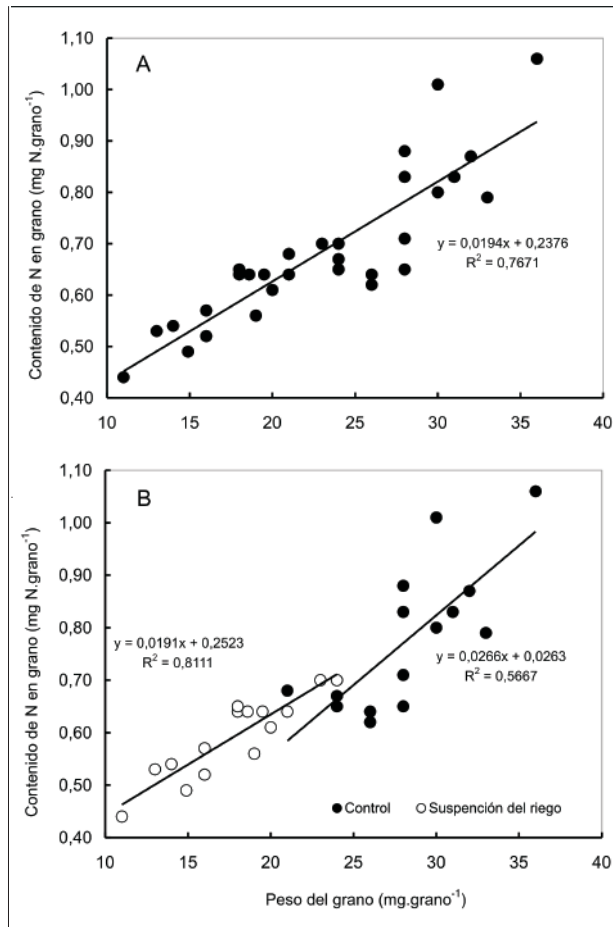 A
Contenido de N en grano (mg N.grano⁻¹)
1,10
1,00
0,90
0,80
0,70
0,60
0,50
0,40
y = 0,0194x + 0,2376
R² = 0,7671
10
15
20
25
30
35
40
B
Contenido de N en grano (mg N.grano⁻¹)
1,10
1,00
0,90
0,80
0,70
0,60
0,50
0,40
y = 0,0191x + 0,2523
R² = 0,8111
y = 0,0266x + 0,0263
R² = 0,5667
Control
Suspención del riego
10
15
20
25
30
35
40
Peso del grano (mg.grano⁻¹)